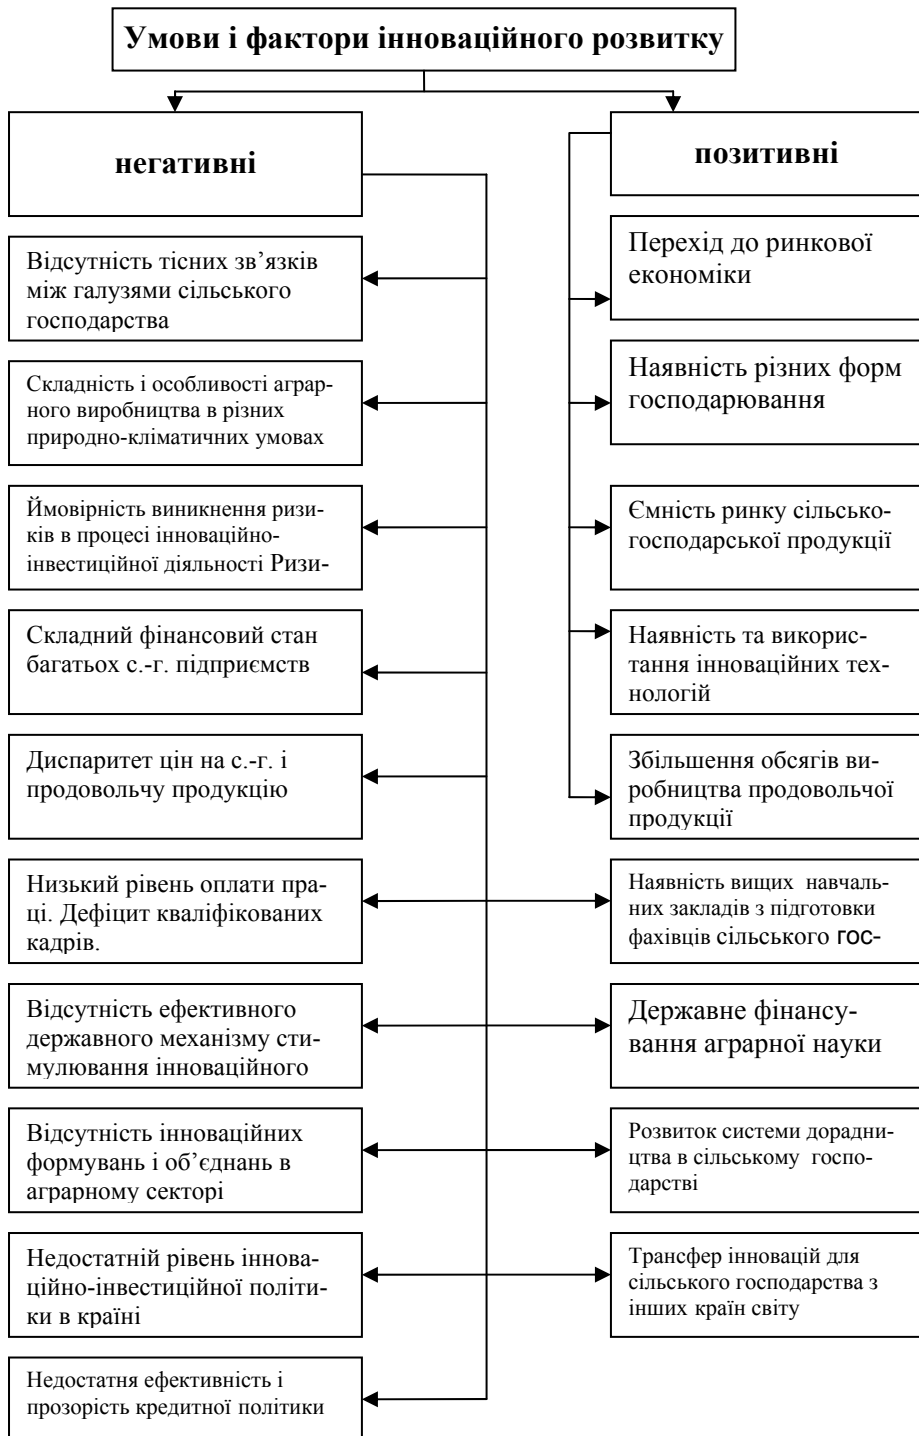 Умови і фактори інноваційного розвитку
негативні
Відсутність тісних зв’язків
між галузями сільського
господарства
Складність і особливості аграр-
ного виробництва в різних
природно-кліматичних умовах
Ймовірність виникнення ризи-
ків в процесі інноваційно-
інвестиційної діяльності Ризи-
Складний фінансовий стан
багатьох с.-г. підприємств
Диспаритет цін на с.-г. і
продовольчу продукцію
Низький рівень оплати пра-
ці. Дефіцит кваліфікованих
кадрів.
Відсутність ефективного
державного механізму сти-
мулювання інноваційного
Відсутність інноваційних
формувань і об’єднань в
аграрному секторі
Недостатній рівень іннова-
ційно-інвестиційної політи-
ки в країні
Недостатня ефективність і
прозорість кредитної політики
позитивні
Перехід до ринкової
економіки
Наявність різних форм
господарювання
Ємність ринку сільсько-
господарської продукції
Наявність та викорис-
тання інноваційних тех-
нологій
Збільшення обсягів ви-
робництва продовольчої
продукції
Наявність вищих навчаль-
них закладів з підготовки
фахівців сільського гос-
Державне фінансу-
вання аграрної науки
Розвиток системи дорадни-
цтва в сільському госпо-
дарстві
Трансфер інновацій для
сільського господарства з
інших країн світу